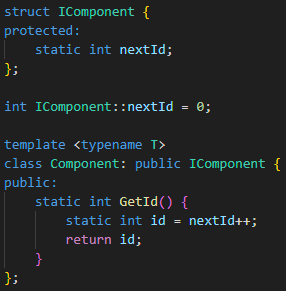 struct IComponent {
protected:
    static int nextId;
};

int IComponent::nextId = 0;

template <typename T>
class Component: public IComponent {
public:
    static int GetId() {
        static int id = nextId++;
        return id;
    }
};